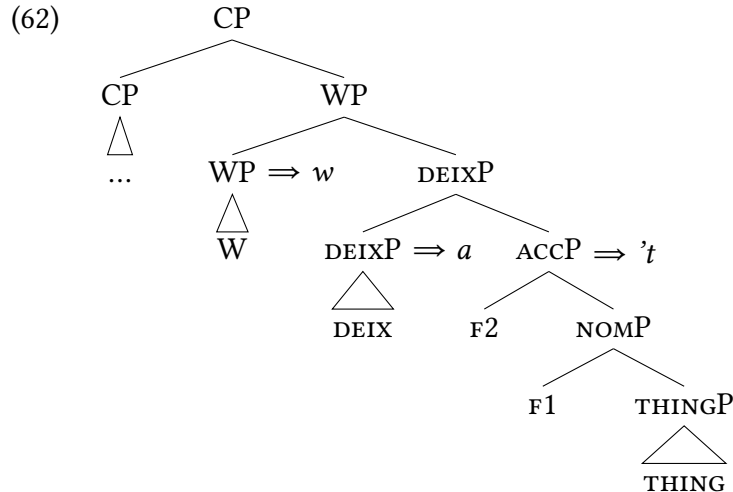 (62) CP
CP WP
... WP ⇒ w DEIXP
W DEIXP ⇒ a ACCP ⇒ 't
DEIX F2 NOMP
F1 THINGP
THING